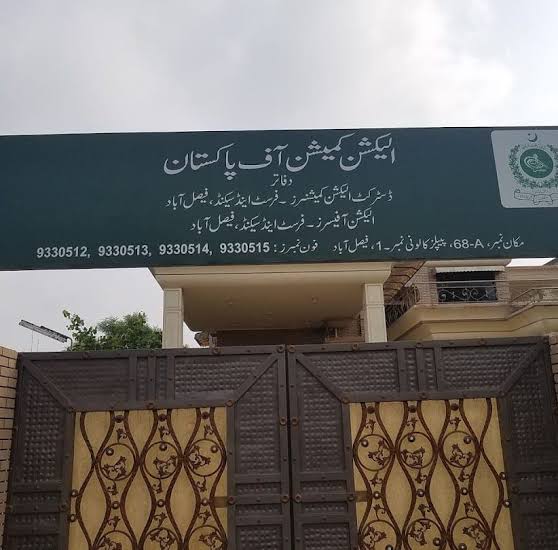 الیکشن کمیشن آف پاکستان
دفاتر
ڈسٹرکٹ الیکشن کمیشنرز ۔ فرسٹ اینڈ سیکنڈ، فیصل آباد
الیکشن آفیسرز ۔ فرسٹ اینڈ سیکنڈ، فیصل آباد
مکان نمبر، 68-A، پیپلز کالونی نمبر ۔ 1، فیصل آباد فون نمبرز : 9330515 ,9330514 ,9330513 ,9330512